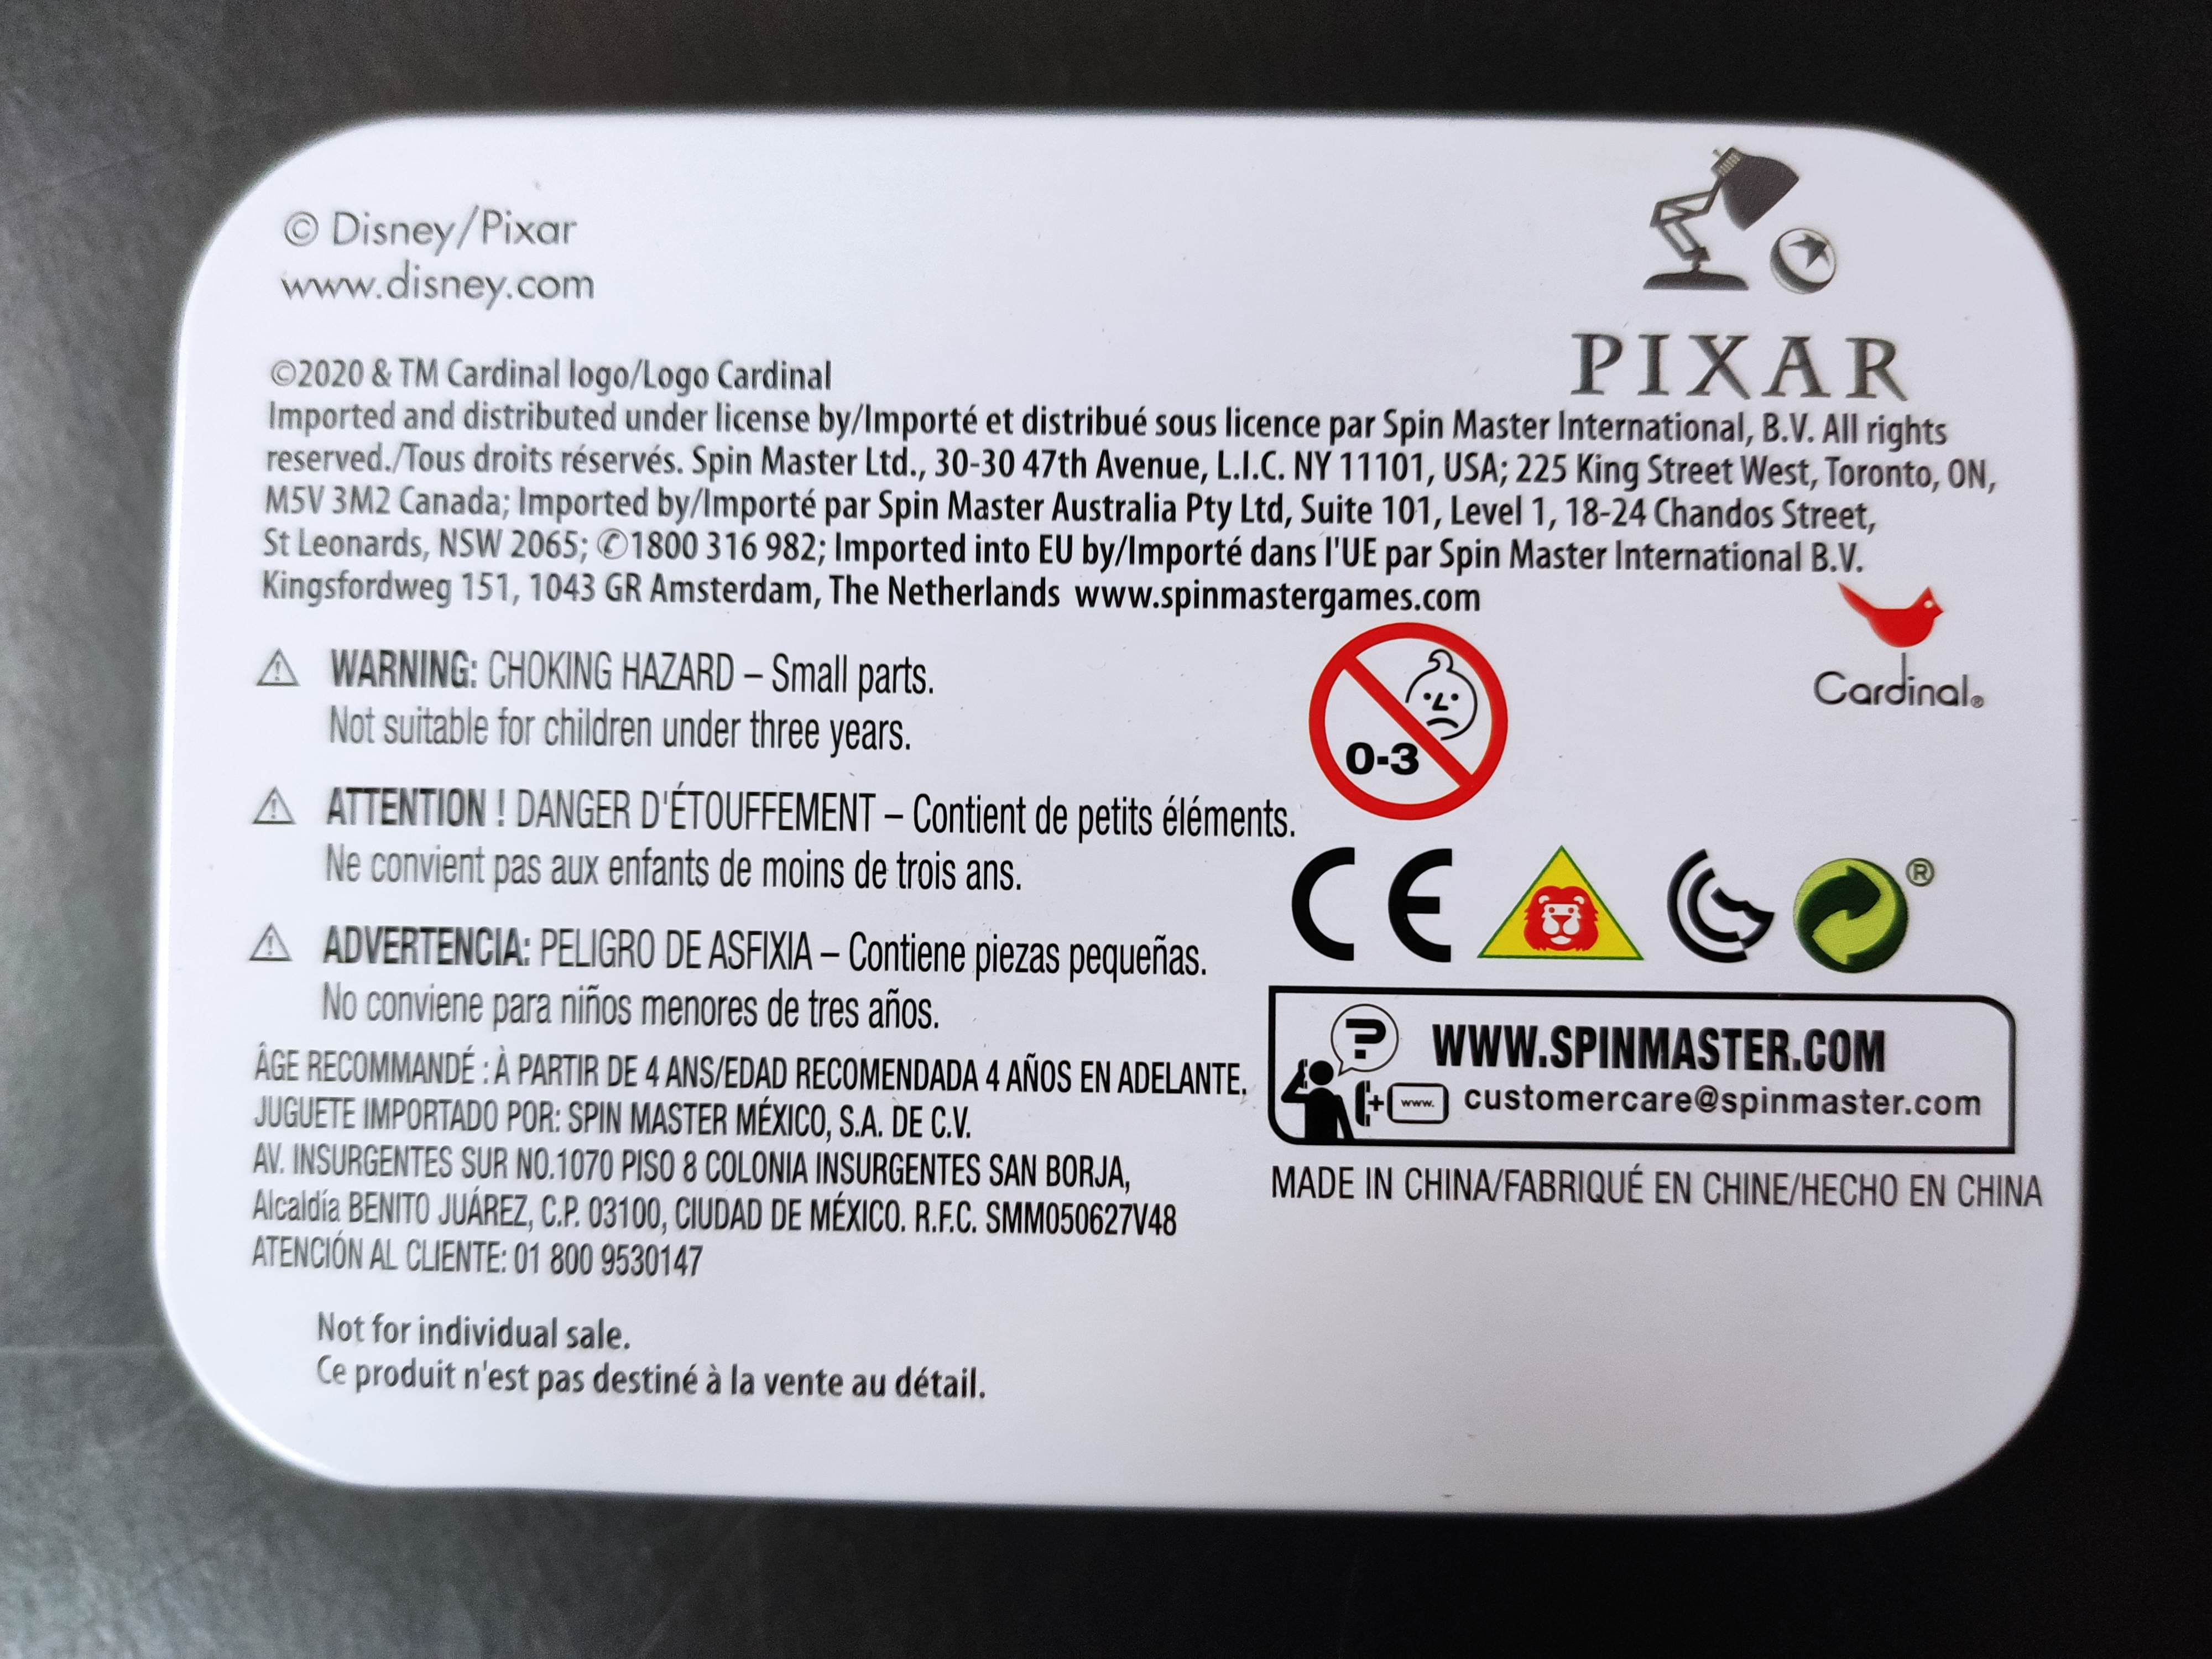 © Disney/Pixar
www.disney.com
PIXAR
©2020 & TM Cardinal logo/Logo Cardinal
Imported and distributed under license by/Importé et distribué sous licence par Spin Master International, B.V. All rights
reserved./Tous droits réservés. Spin Master Ltd., 30-30 47th Avenue, L.I.C. NY 11101, USA; 225 King Street West, Toronto, ON,
M5V 3M2 Canada; Imported by/Importé par Spin Master Australia Pty Ltd, Suite 101, Level 1, 18-24 Chandos Street,
St Leonards, NSW 2065; ✆1800 316 982; Imported into EU by/Importé dans l'UE par Spin Master International B.V.
Kingsfordweg 151, 1043 GR Amsterdam, The Netherlands www.spinmastergames.com
Cardinal®
WARNING: CHOKING HAZARD – Small parts.
Not suitable for children under three years.
0-3
ATTENTION ! DANGER D'ÉTOUFFEMENT – Contient de petits éléments.
Ne convient pas aux enfants de moins de trois ans.
CE
®
ADVERTENCIA: PELIGRO DE ASFIXIA – Contiene piezas pequeñas.
No conviene para niños menores de tres años.
ÂGE RECOMMANDÉ : À PARTIR DE 4 ANS/EDAD RECOMENDADA 4 AÑOS EN ADELANTE.
JUGUETE IMPORTADO POR: SPIN MASTER MÉXICO, S.A. DE C.V.
AV. INSURGENTES SUR NO.1070 PISO 8 COLONIA INSURGENTES SAN BORJA,
Alcaldía BENITO JUÁREZ, C.P. 03100, CIUDAD DE MÉXICO. R.F.C. SMM050627V48
ATENCIÓN AL CLIENTE: 01 800 9530147
?
WWW.SPINMASTER.COM
+ www. customercare@spinmaster.com
MADE IN CHINA/FABRIQUÉ EN CHINE/HECHO EN CHINA
Not for individual sale.
Ce produit n'est pas destiné à la vente au détail.